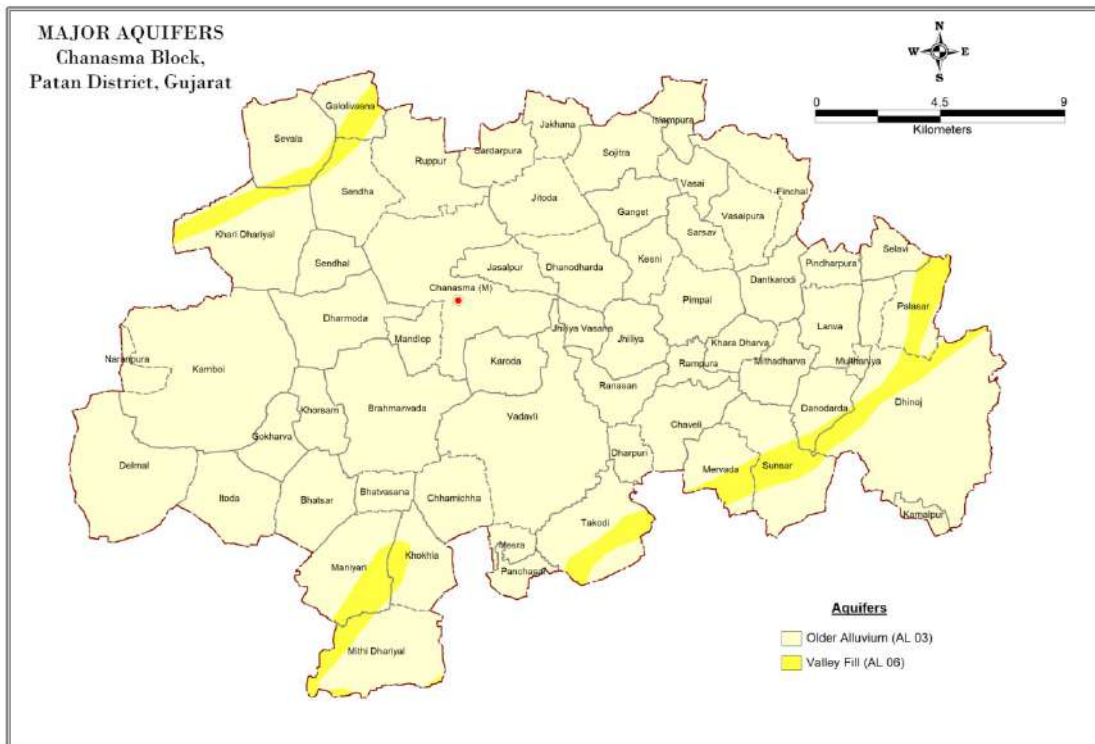 MAJOR AQUIFERS
Chanasma Block,
Patan District, Gujarat
N
W E
S
0 4.5 9
Kilometers
Galolivasna
Sevala
Jakhana
Islampura
Ruppur
Sardarpura
Sojitra
Sendha
Jitoda
Vasai
Finchal
Ganget
Vasaipura
Khari Dhariyal
Sarsav
Selavi
Sendhal
Jasalpur
Dhanodharda
Kesni
Pindharpura
Dantkarodi
Chanasma (M)
Pimpal
Palasar
Dharmoda
Lanva
Mandlop
Jhiliya Vasana
Jhiliya
Khara Dharva
Naranpura
Kamboi
Karoda
Rampura
Mithadharva
Multhaniya
Ranasan
Dhinoj
Khorsam
Brahmanvada
Vadavli
Danodarda
Gokharva
Chaveli
Delmal
Dharpuri
Mervada
Sunsar
Itoda
Bhatsar
Bhatvasana
Chhamichha
Kamalpur
Takodi
Mesra
Maniyari
Khokhla
Panchasar
Mithi Dhariyal
Aquifers
Older Alluvium (AL 03)
Valley Fill (AL 06)